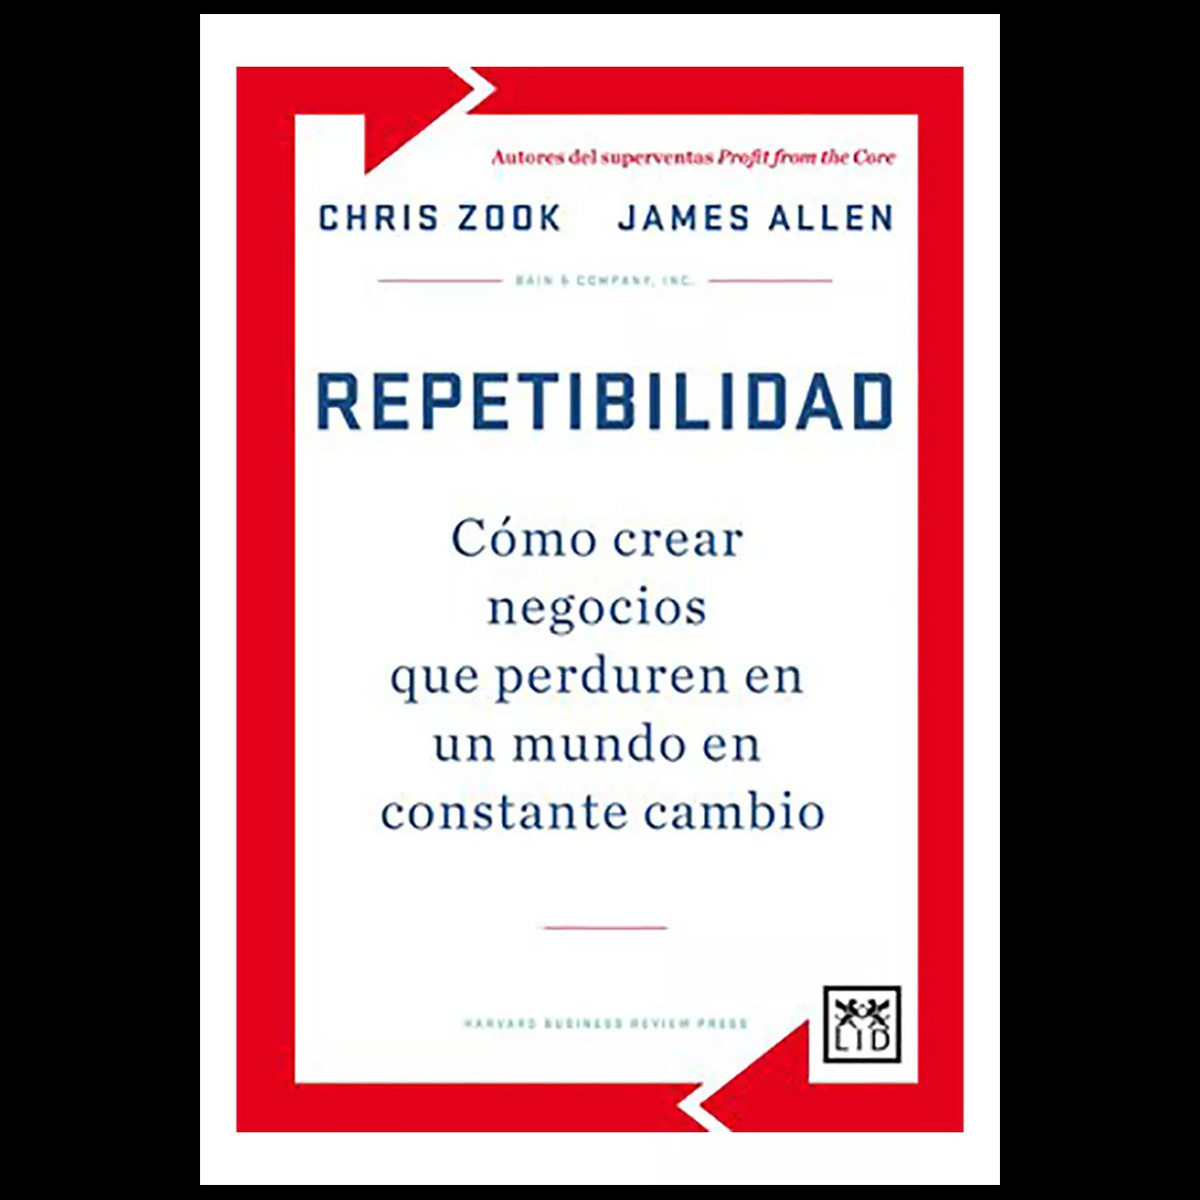 Autores del superventas Profit from the Core
CHRIS ZOOK JAMES ALLEN
BAIN & COMPANY, INC.
REPETIBILIDAD
Cómo crear
negocios
que perduren en
un mundo en
constante cambio
HARVARD BUSINESS REVIEW PRESS
LID